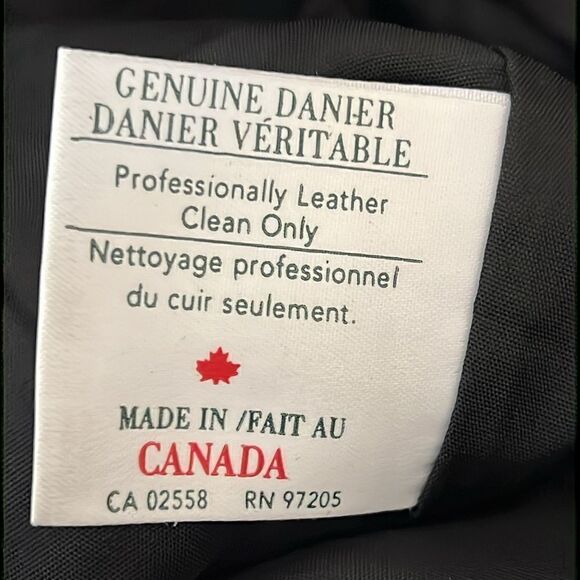 GENUINE DANIER
DANIER VÉRITABLE
Professionally Leather
Clean Only
Nettoyage professionnel
du cuir seulement.
MADE IN /FAIT AU
CANADA
CA 02558 RN 97205